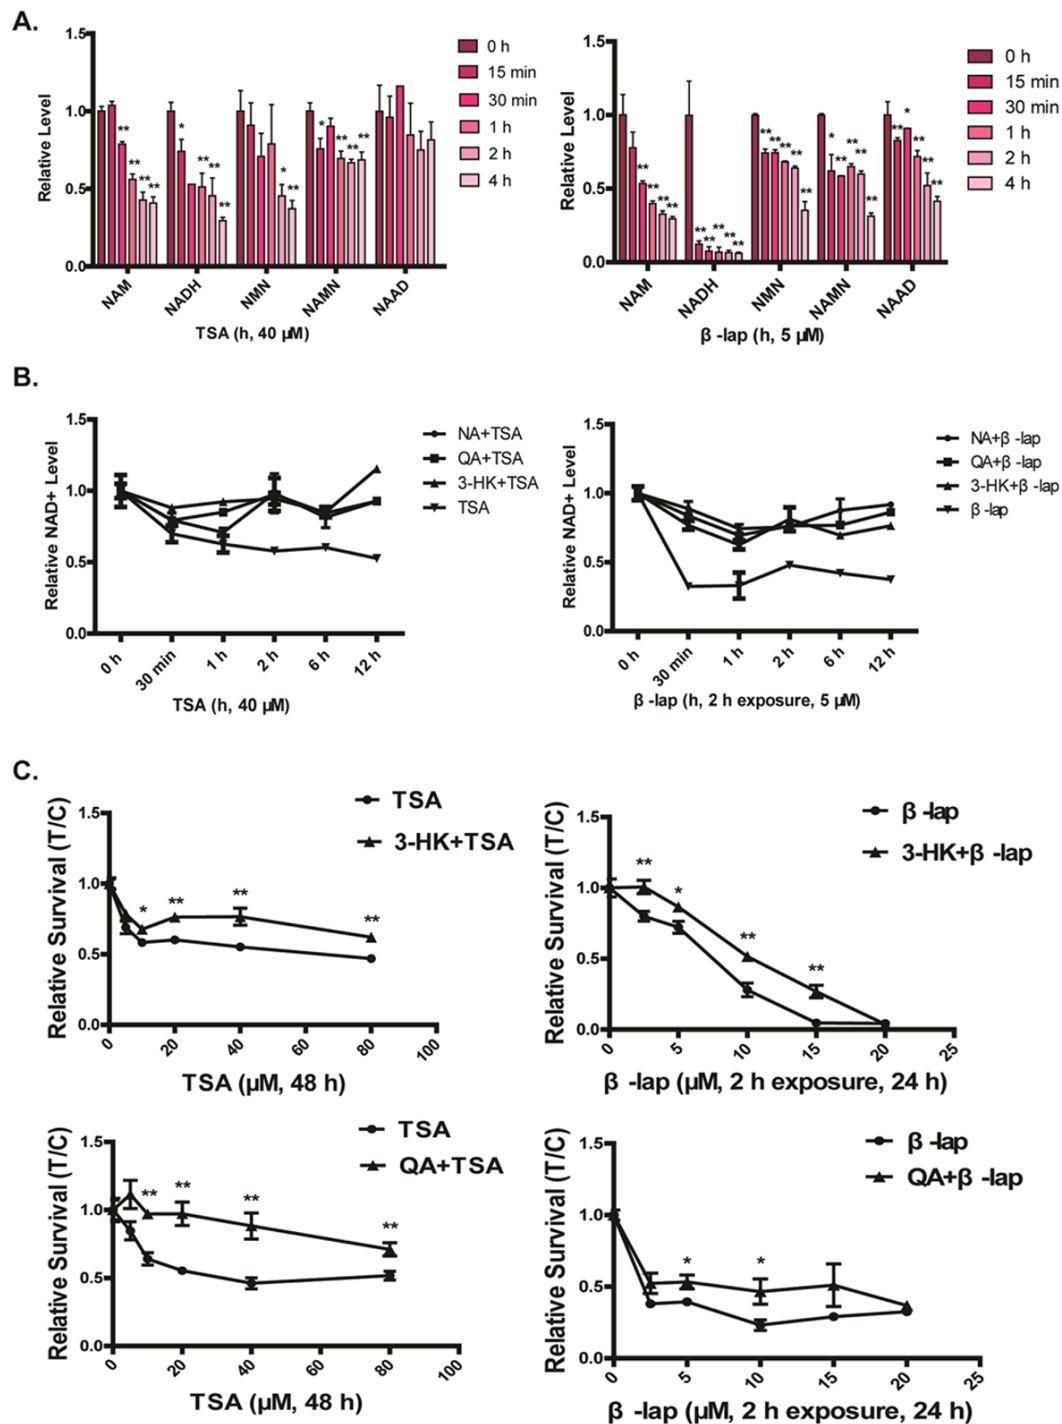 A.
1.5
1.0
0.5
0.0
Relative Level
** ** ** **
* ** ** **
* **
* ** ** **
0 h
15 min
30 min
1 h
2 h
4 h
NAM NADH NMN NAMN NAAD
TSA (h, 40 µM)
1.5
1.0
0.5
0.0
Relative Level
** ** ** **
** ** ** ** **
** ** ** ** **
* ** ** ** **
** * ** ** **
0 h
15 min
30 min
1 h
2 h
4 h
NAM NADH NMN NAMN NAAD
β -lap (h, 5 µM)
B.
1.5
1.0
0.5
0.0
Relative NAD+ Level
NA+TSA
QA+TSA
3-HK+TSA
TSA
0 h 30 min 1 h 2 h 6 h 12 h
TSA (h, 40 µM)
1.5
1.0
0.5
0.0
Relative NAD+ Level
NA+β -lap
QA+β -lap
3-HK+β -lap
β -lap
0 h 30 min 1 h 2 h 6 h 12 h
β -lap (h, 2 h exposure, 5 µM)
C.
1.5
1.0
0.5
0.0
Relative Survival (T/C)
TSA
3-HK+TSA
* ** ** **
0 20 40 60 80 100
TSA (µM, 48 h)
1.5
1.0
0.5
0.0
Relative Survival (T/C)
β -lap
3-HK+β -lap
** * ** **
0 5 10 15 20 25
β -lap (µM, 2 h exposure, 24 h)
1.5
1.0
0.5
0.0
Relative Survival (T/C)
TSA
QA+TSA
** ** ** **
0 20 40 60 80 100
TSA (µM, 48 h)
1.5
1.0
0.5
0.0
Relative Survival (T/C)
β -lap
QA+β -lap
* *
0 5 10 15 20 25
β -lap (µM, 2 h exposure, 24 h)